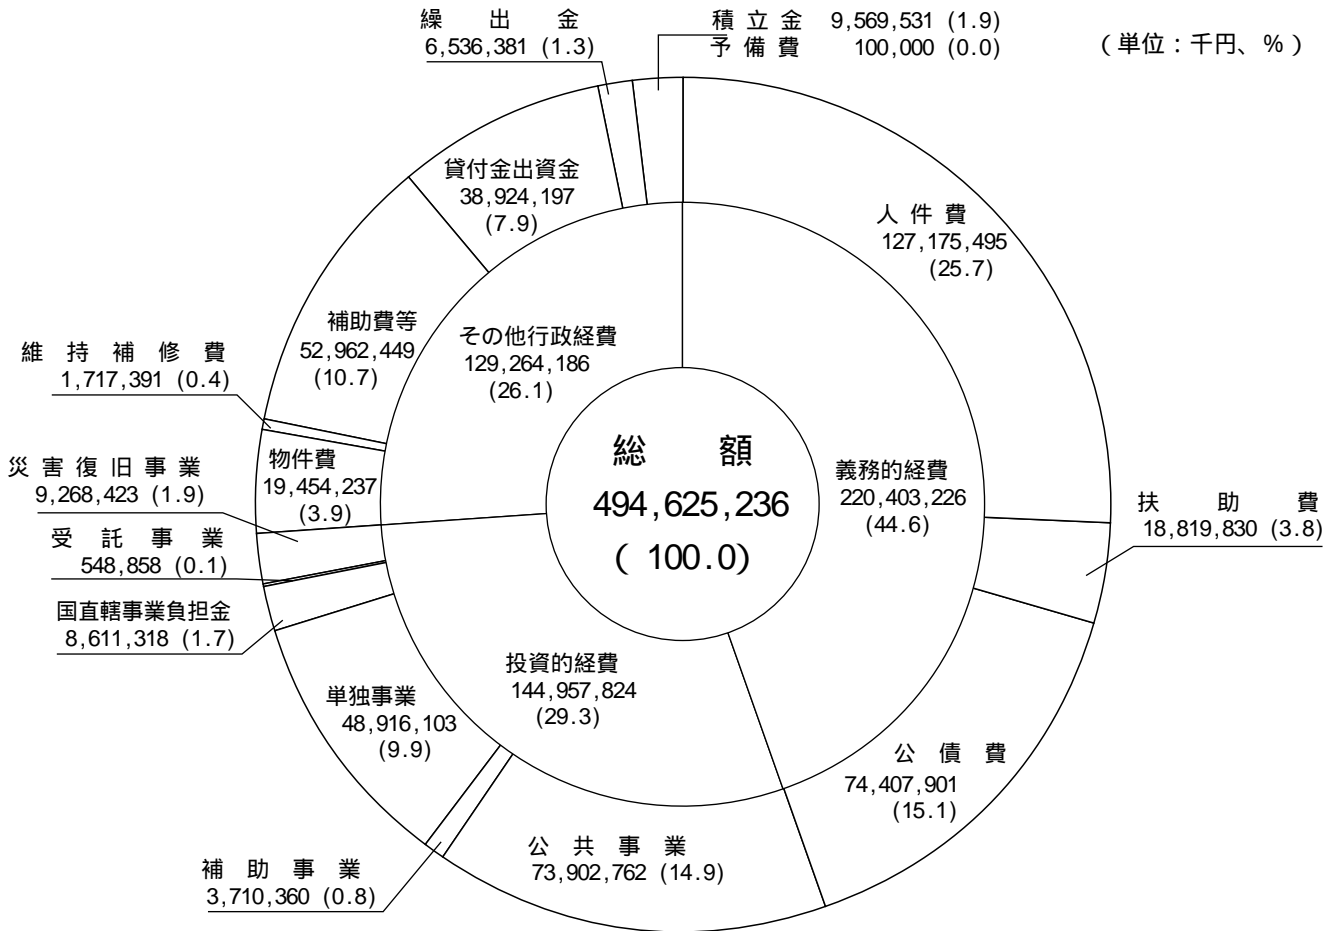 (単位：千円、%)
繰出金
6,536,381 (1.3)
積立金 9,569,531 (1.9)
予備費 100,000 (0.0)
貸付金出資金
38,924,197
(7.9)
人件費
127,175,495
(25.7)
補助費等
52,962,449
(10.7)
その他行政経費
129,264,186
(26.1)
維持補修費
1,717,391 (0.4)
総額
494,625,236
(100.0)
義務的経費
220,403,226
(44.6)
物件費
19,454,237
(3.9)
災害復旧事業
9,268,423 (1.9)
扶助費
18,819,830 (3.8)
受託事業
548,858 (0.1)
国直轄事業負担金
8,611,318 (1.7)
投資的経費
144,957,824
(29.3)
単独事業
48,916,103
(9.9)
公債費
74,407,901
(15.1)
公共事業
73,902,762 (14.9)
補助事業
3,710,360 (0.8)